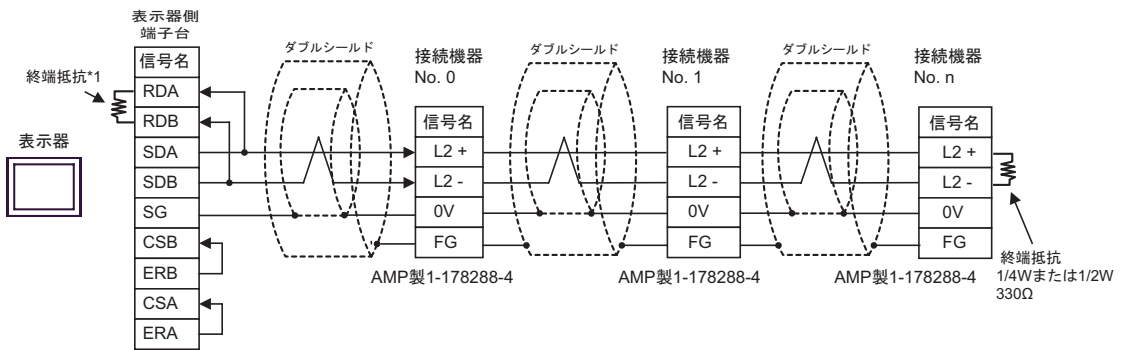 表示器側
端子台
信号名
RDA
RDB
SDA
SDB
SG
CSB
ERB
CSA
ERA
終端抵抗*1
表示器
ダブルシールド
接続機器
No. 0
信号名
L2 +
L2 -
0V
FG
AMP製1-178288-4
ダブルシールド
接続機器
No. 1
信号名
L2 +
L2 -
0V
FG
AMP製1-178288-4
ダブルシールド
接続機器
No. n
信号名
L2 +
L2 -
0V
FG
AMP製1-178288-4
終端抵抗
1/4Wまたは1/2W
330Ω